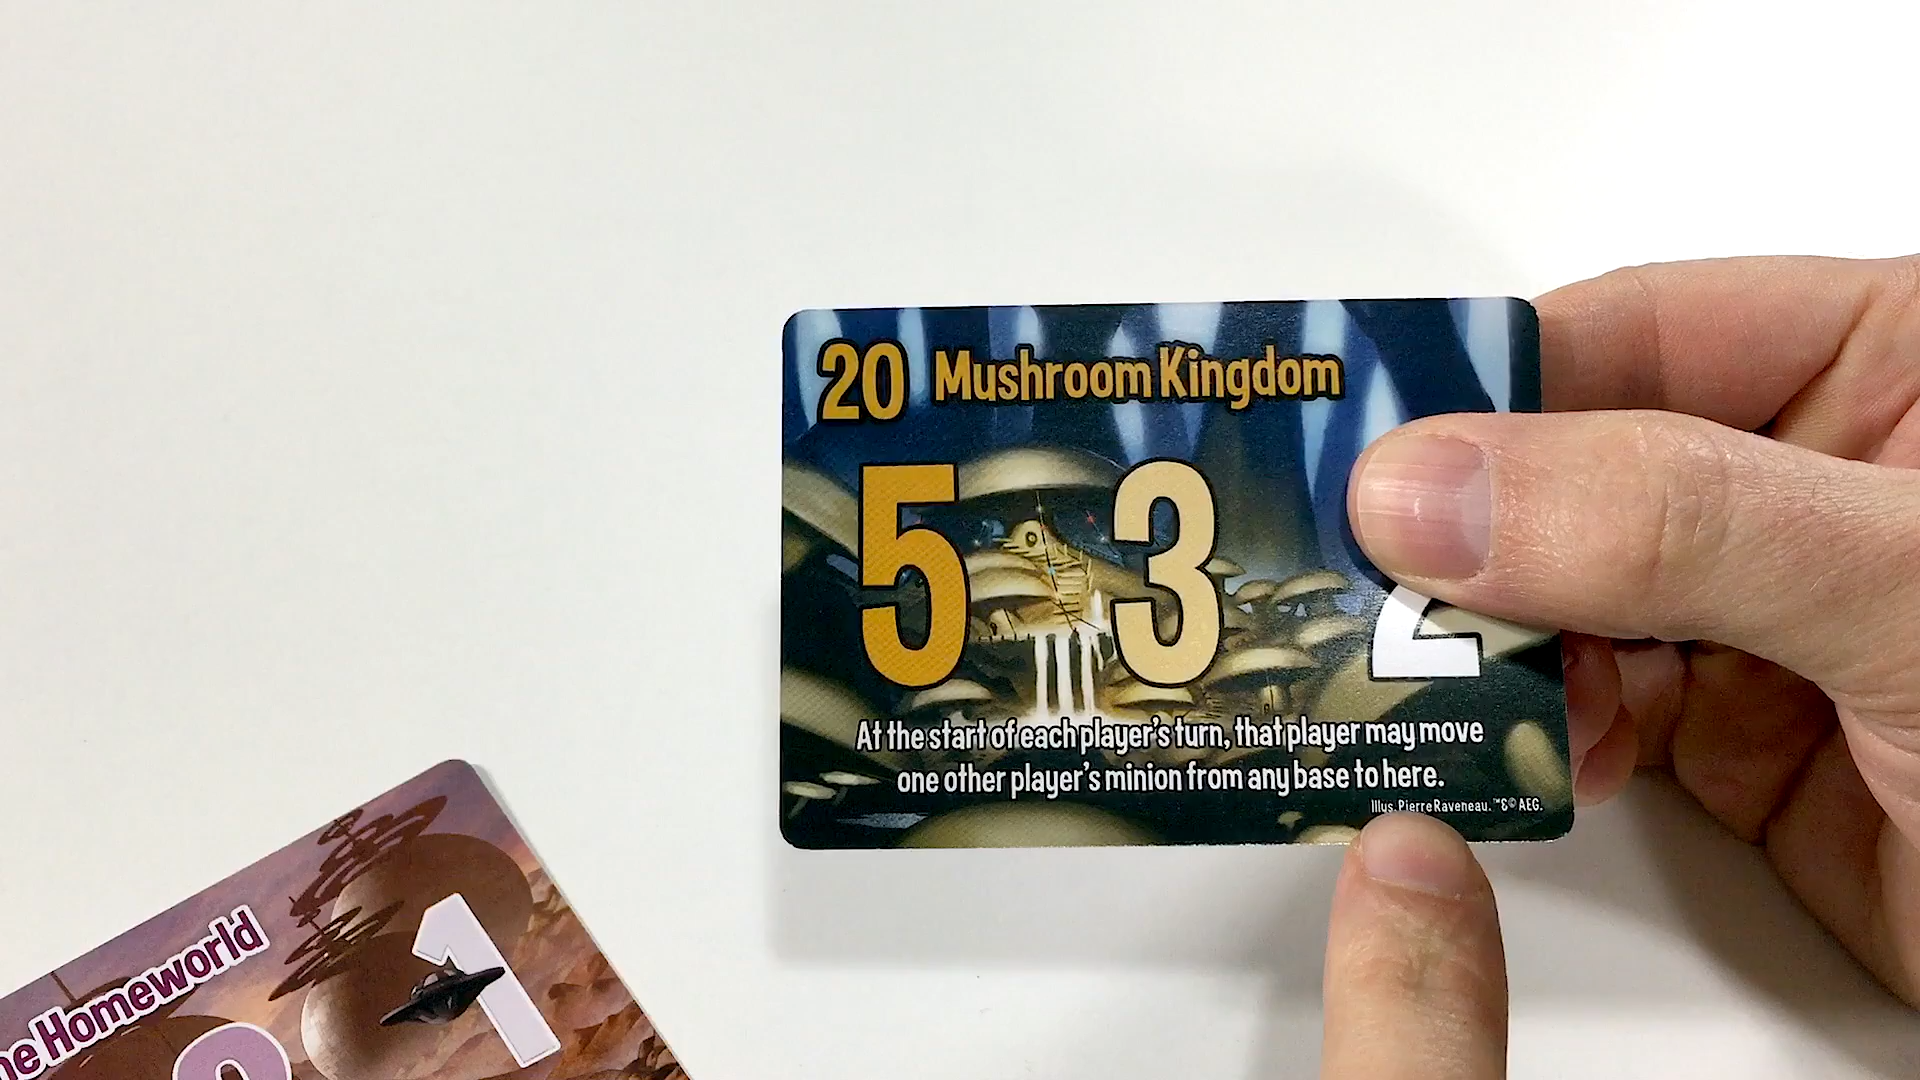 20 Mushroom Kingdom
5 3 2
At the start of each player's turn, that player may move
one other player's minion from any base to here.
Illus. Pierre Raveneau. ™&© AEG.
Homeworld
1